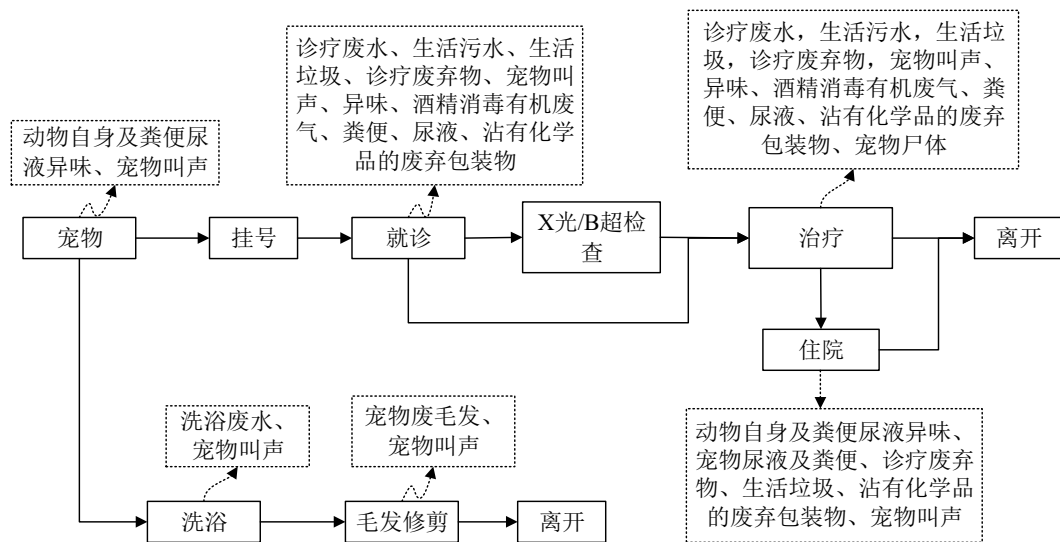 诊疗废水、生活污水、生活
垃圾、诊疗废弃物、宠物叫
声、异味、酒精消毒有机废
气、粪便、尿液、沾有化学
品的废弃包装物
诊疗废水，生活污水，生活垃
圾，诊疗废弃物，宠物叫声、
异味、酒精消毒有机废气、粪
便、尿液、沾有化学品的废弃
包装物、宠物尸体
动物自身及粪便尿
液异味、宠物叫声
宠物
挂号
就诊
X光/B超检
查
治疗
离开
住院
洗浴废水、
宠物叫声
宠物废毛发、
宠物叫声
动物自身及粪便尿液异味、
宠物尿液及粪便、诊疗废弃
物、生活垃圾、沾有化学品
的废弃包装物、宠物叫声
洗浴
毛发修剪
离开